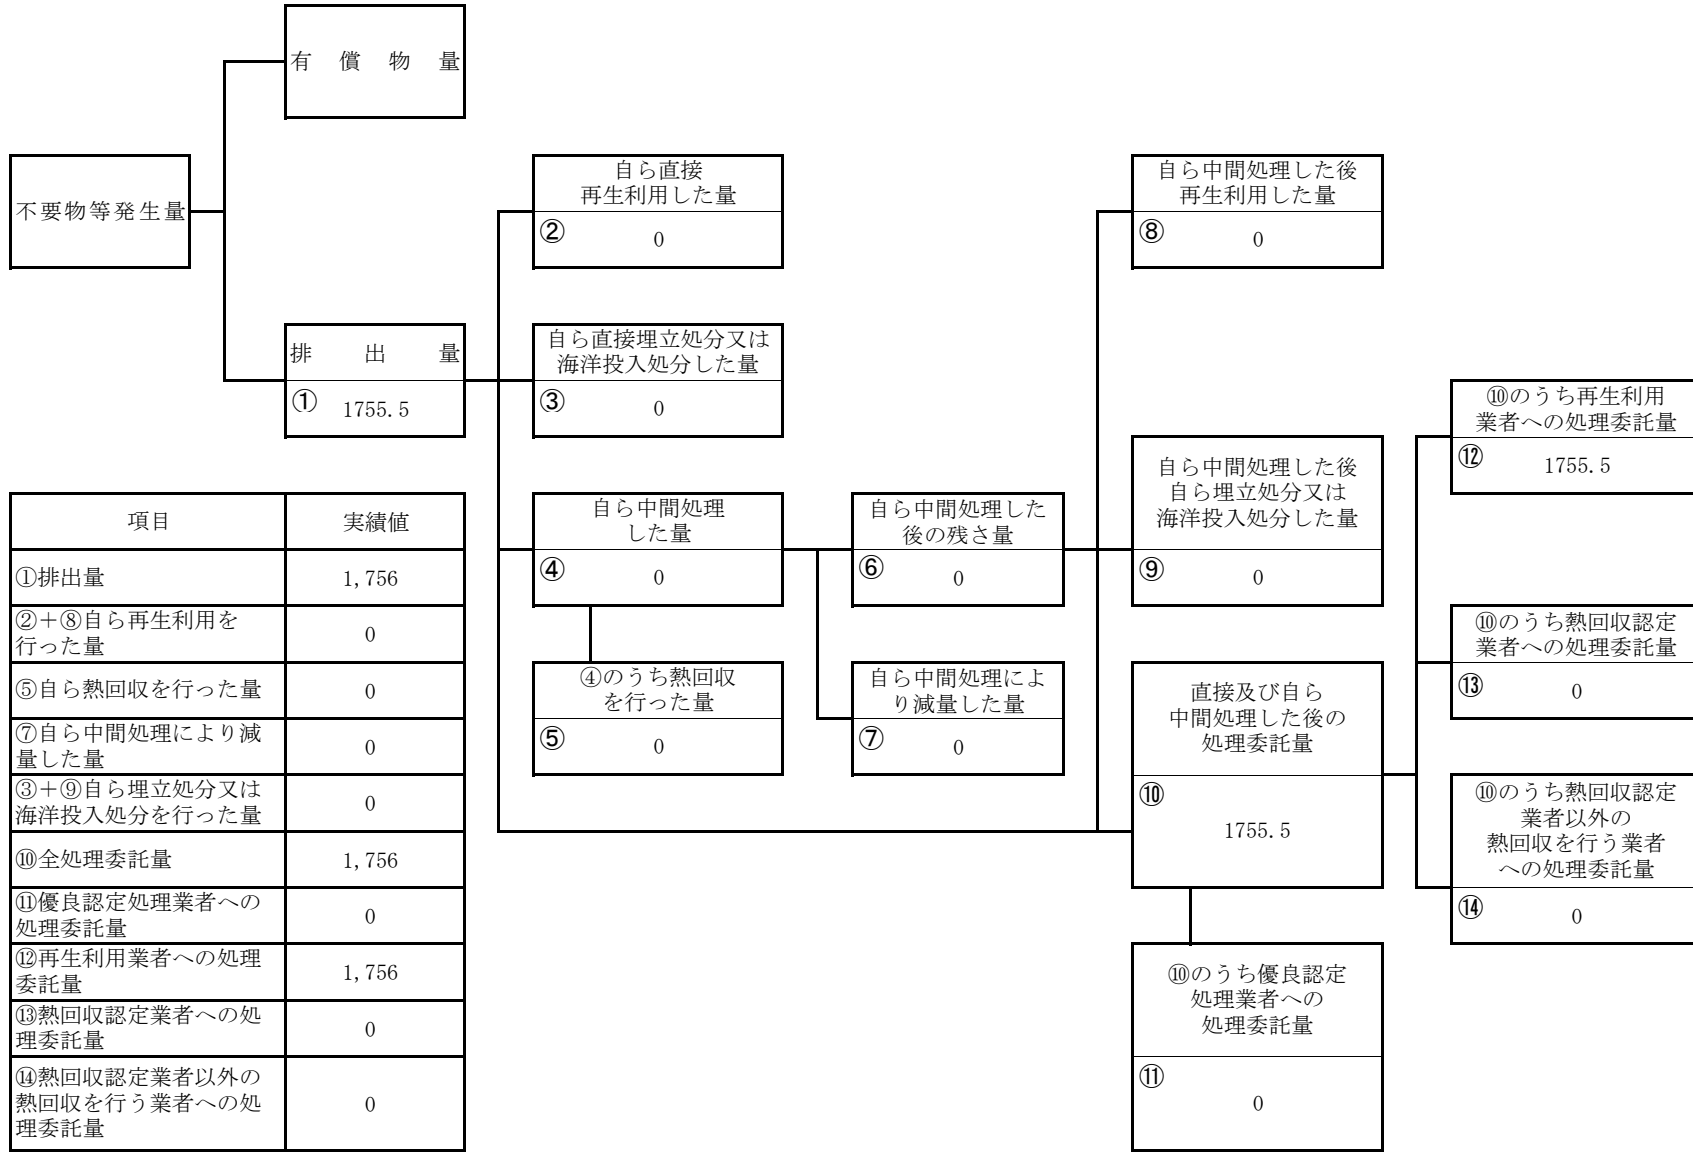 有償物量
不要物等発生量
自ら直接
再生利用した量
②
0
自ら中間処理した後
再生利用した量
⑧
0
排出量
①
1755.5
自ら直接埋立処分又は
海洋投入処分した量
③
0
⑩のうち再生利用
業者への処理委託量
⑫
1755.5
自ら中間処理
した量
④
0
自ら中間処理した
後の残さ量
⑥
0
自ら中間処理した後
自ら埋立処分又は
海洋投入処分した量
⑨
0
⑩のうち熱回収認定
業者への処理委託量
⑬
0
④のうち熱回収
を行った量
⑤
0
自ら中間処理によ
り減量した量
⑦
0
直接及び自ら
中間処理した後の
処理委託量
⑩
1755.5
⑩のうち熱回収認定
業者以外の
熱回収を行う業者
への処理委託量
⑭
0
⑩のうち優良認定
処理業者への
処理委託量
⑪
0
項目 実績値
①排出量 1,756
②＋⑧自ら再生利用を
行った量 0
⑤自ら熱回収を行った量 0
⑦自ら中間処理により減
量した量 0
③＋⑨自ら埋立処分又は
海洋投入処分を行った量 0
⑩全処理委託量 1,756
⑪優良認定処理業者への
処理委託量 0
⑫再生利用業者への処理
委託量 1,756
⑬熱回収認定業者への処
理委託量 0
⑭熱回収認定業者以外の
熱回収を行う業者への処 0
理委託量